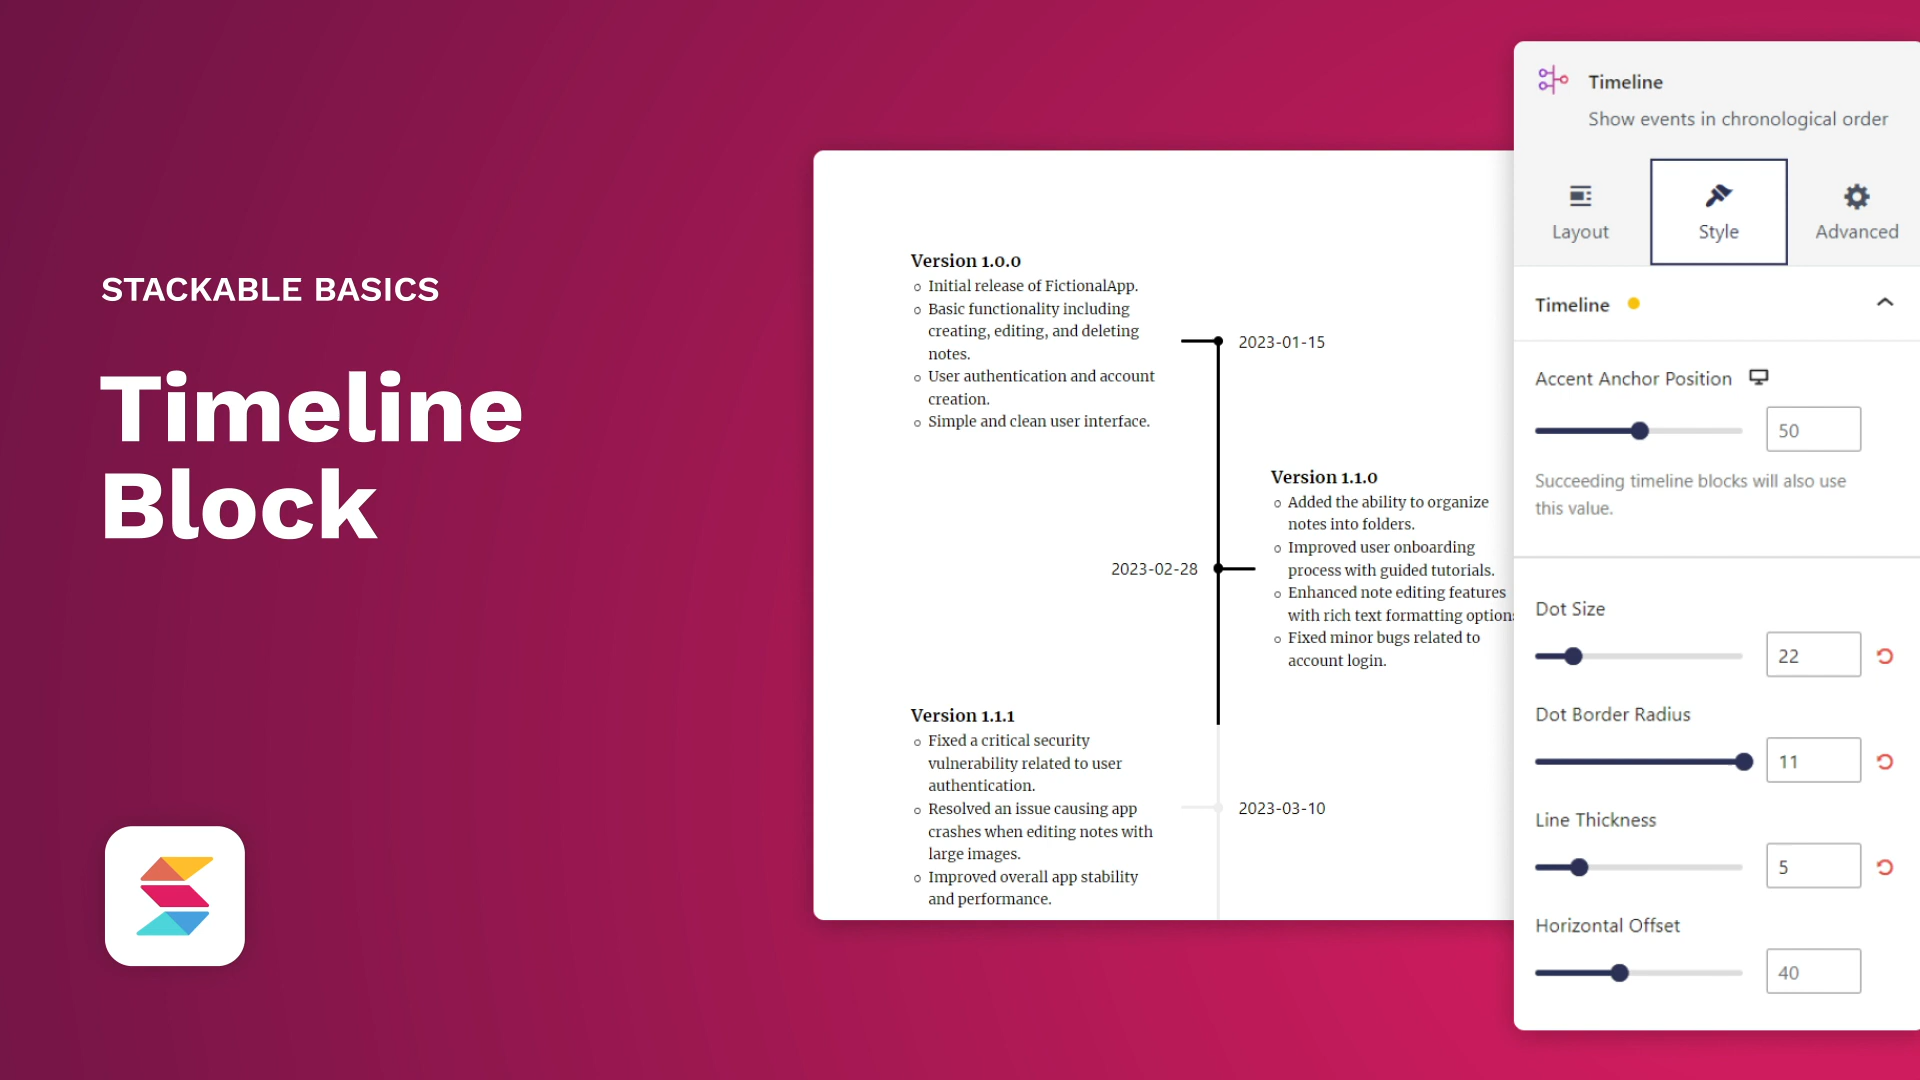 STACKABLE BASICS
Timeline
Block
Version 1.0.0
Initial release of FictionalApp.
Basic functionality including
creating, editing, and deleting
notes.
User authentication and account
creation.
Simple and clean user interface.
2023-01-15
Version 1.1.0
Added the ability to organize
notes into folders.
Improved user onboarding
process with guided tutorials.
Enhanced note editing features
with rich text formatting option
Fixed minor bugs related to
account login.
2023-02-28
Version 1.1.1
Fixed a critical security
vulnerability related to user
authentication.
Resolved an issue causing app
crashes when editing notes with
large images.
Improved overall app stability
and performance.
2023-03-10
Timeline
Show events in chronological order
Layout
Style
Advanced
Timeline
Accent Anchor Position
50
Succeeding timeline blocks will also use
this value.
Dot Size
22
Dot Border Radius
11
Line Thickness
5
Horizontal Offset
40